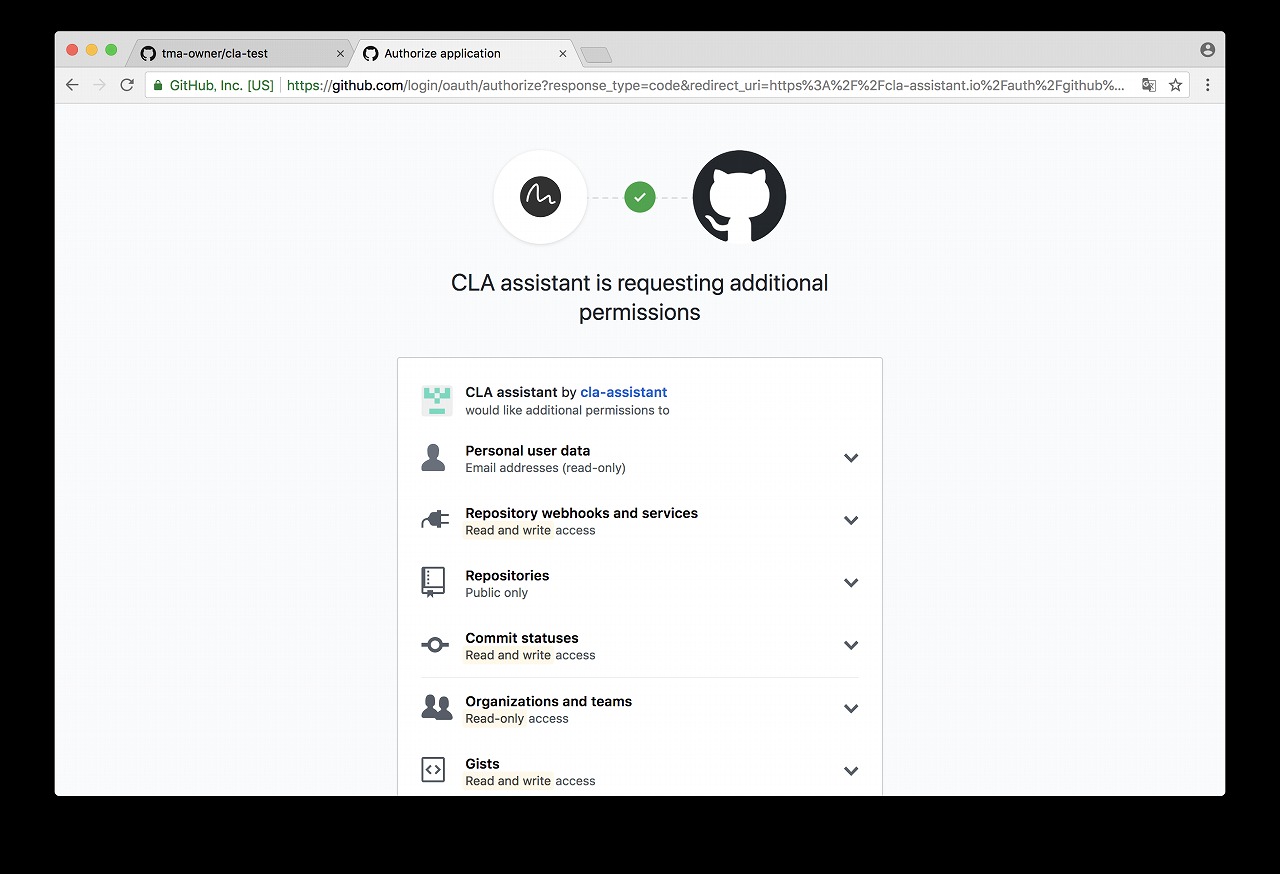 tma-owner/cla-test
Authorize application
GitHub, Inc. [US]
https://github.com/login/oauth/authorize?response_type=code&redirect_uri=https%3A%2F%2Fcla-assistant.io%2Fauth%2Fgithub%...
CLA assistant is requesting additional
permissions
CLA assistant by cla-assistant
would like additional permissions to
Personal user data
Email addresses (read-only)
Repository webhooks and services
Read and write access
Repositories
Public only
Commit statuses
Read and write access
Organizations and teams
Read-only access
Gists
Read and write access